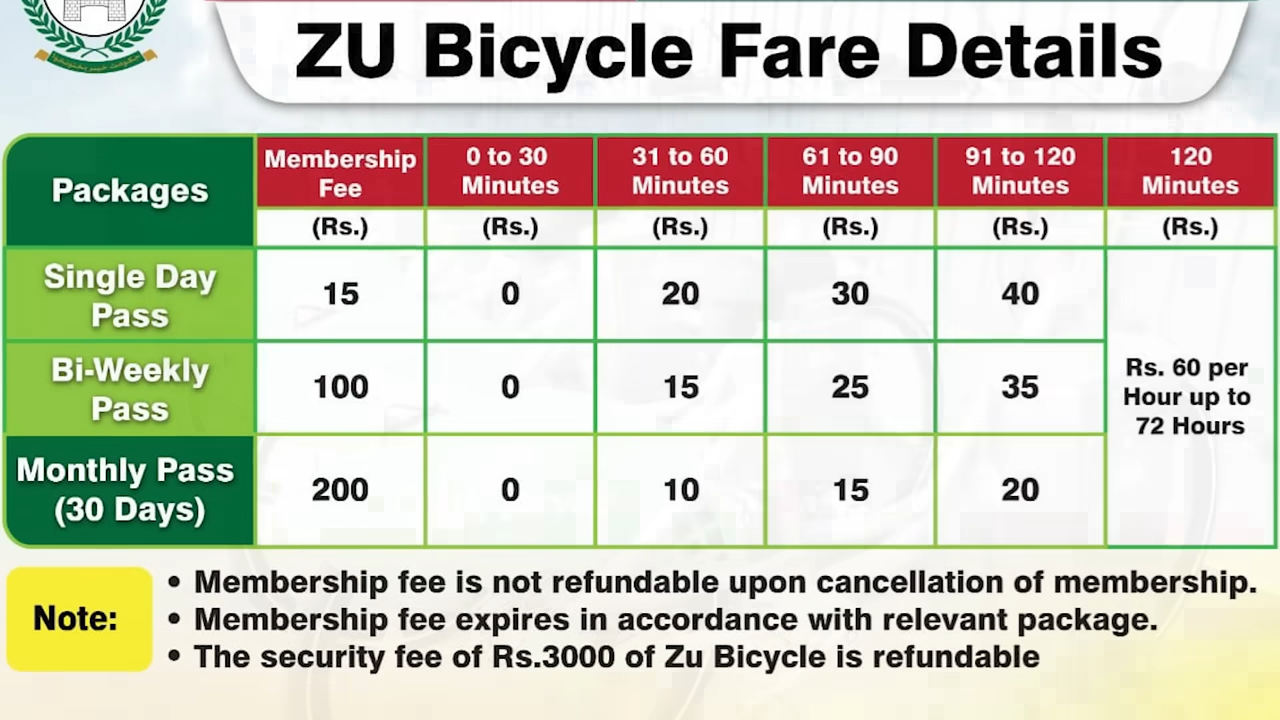 حکومت خیبر پختونخوا
ZU Bicycle Fare Details
Packages
Membership Fee
0 to 30 Minutes
31 to 60 Minutes
61 to 90 Minutes
91 to 120 Minutes
120 Minutes
(Rs.) (Rs.) (Rs.) (Rs.) (Rs.) (Rs.)
Single Day Pass
15 0 20 30 40
Bi-Weekly Pass
100 0 15 25 35
Rs. 60 per
Hour up to
72 Hours
Monthly Pass
(30 Days)
200 0 10 15 20
Note:
• Membership fee is not refundable upon cancellation of membership.
• Membership fee expires in accordance with relevant package.
• The security fee of Rs.3000 of Zu Bicycle is refundable